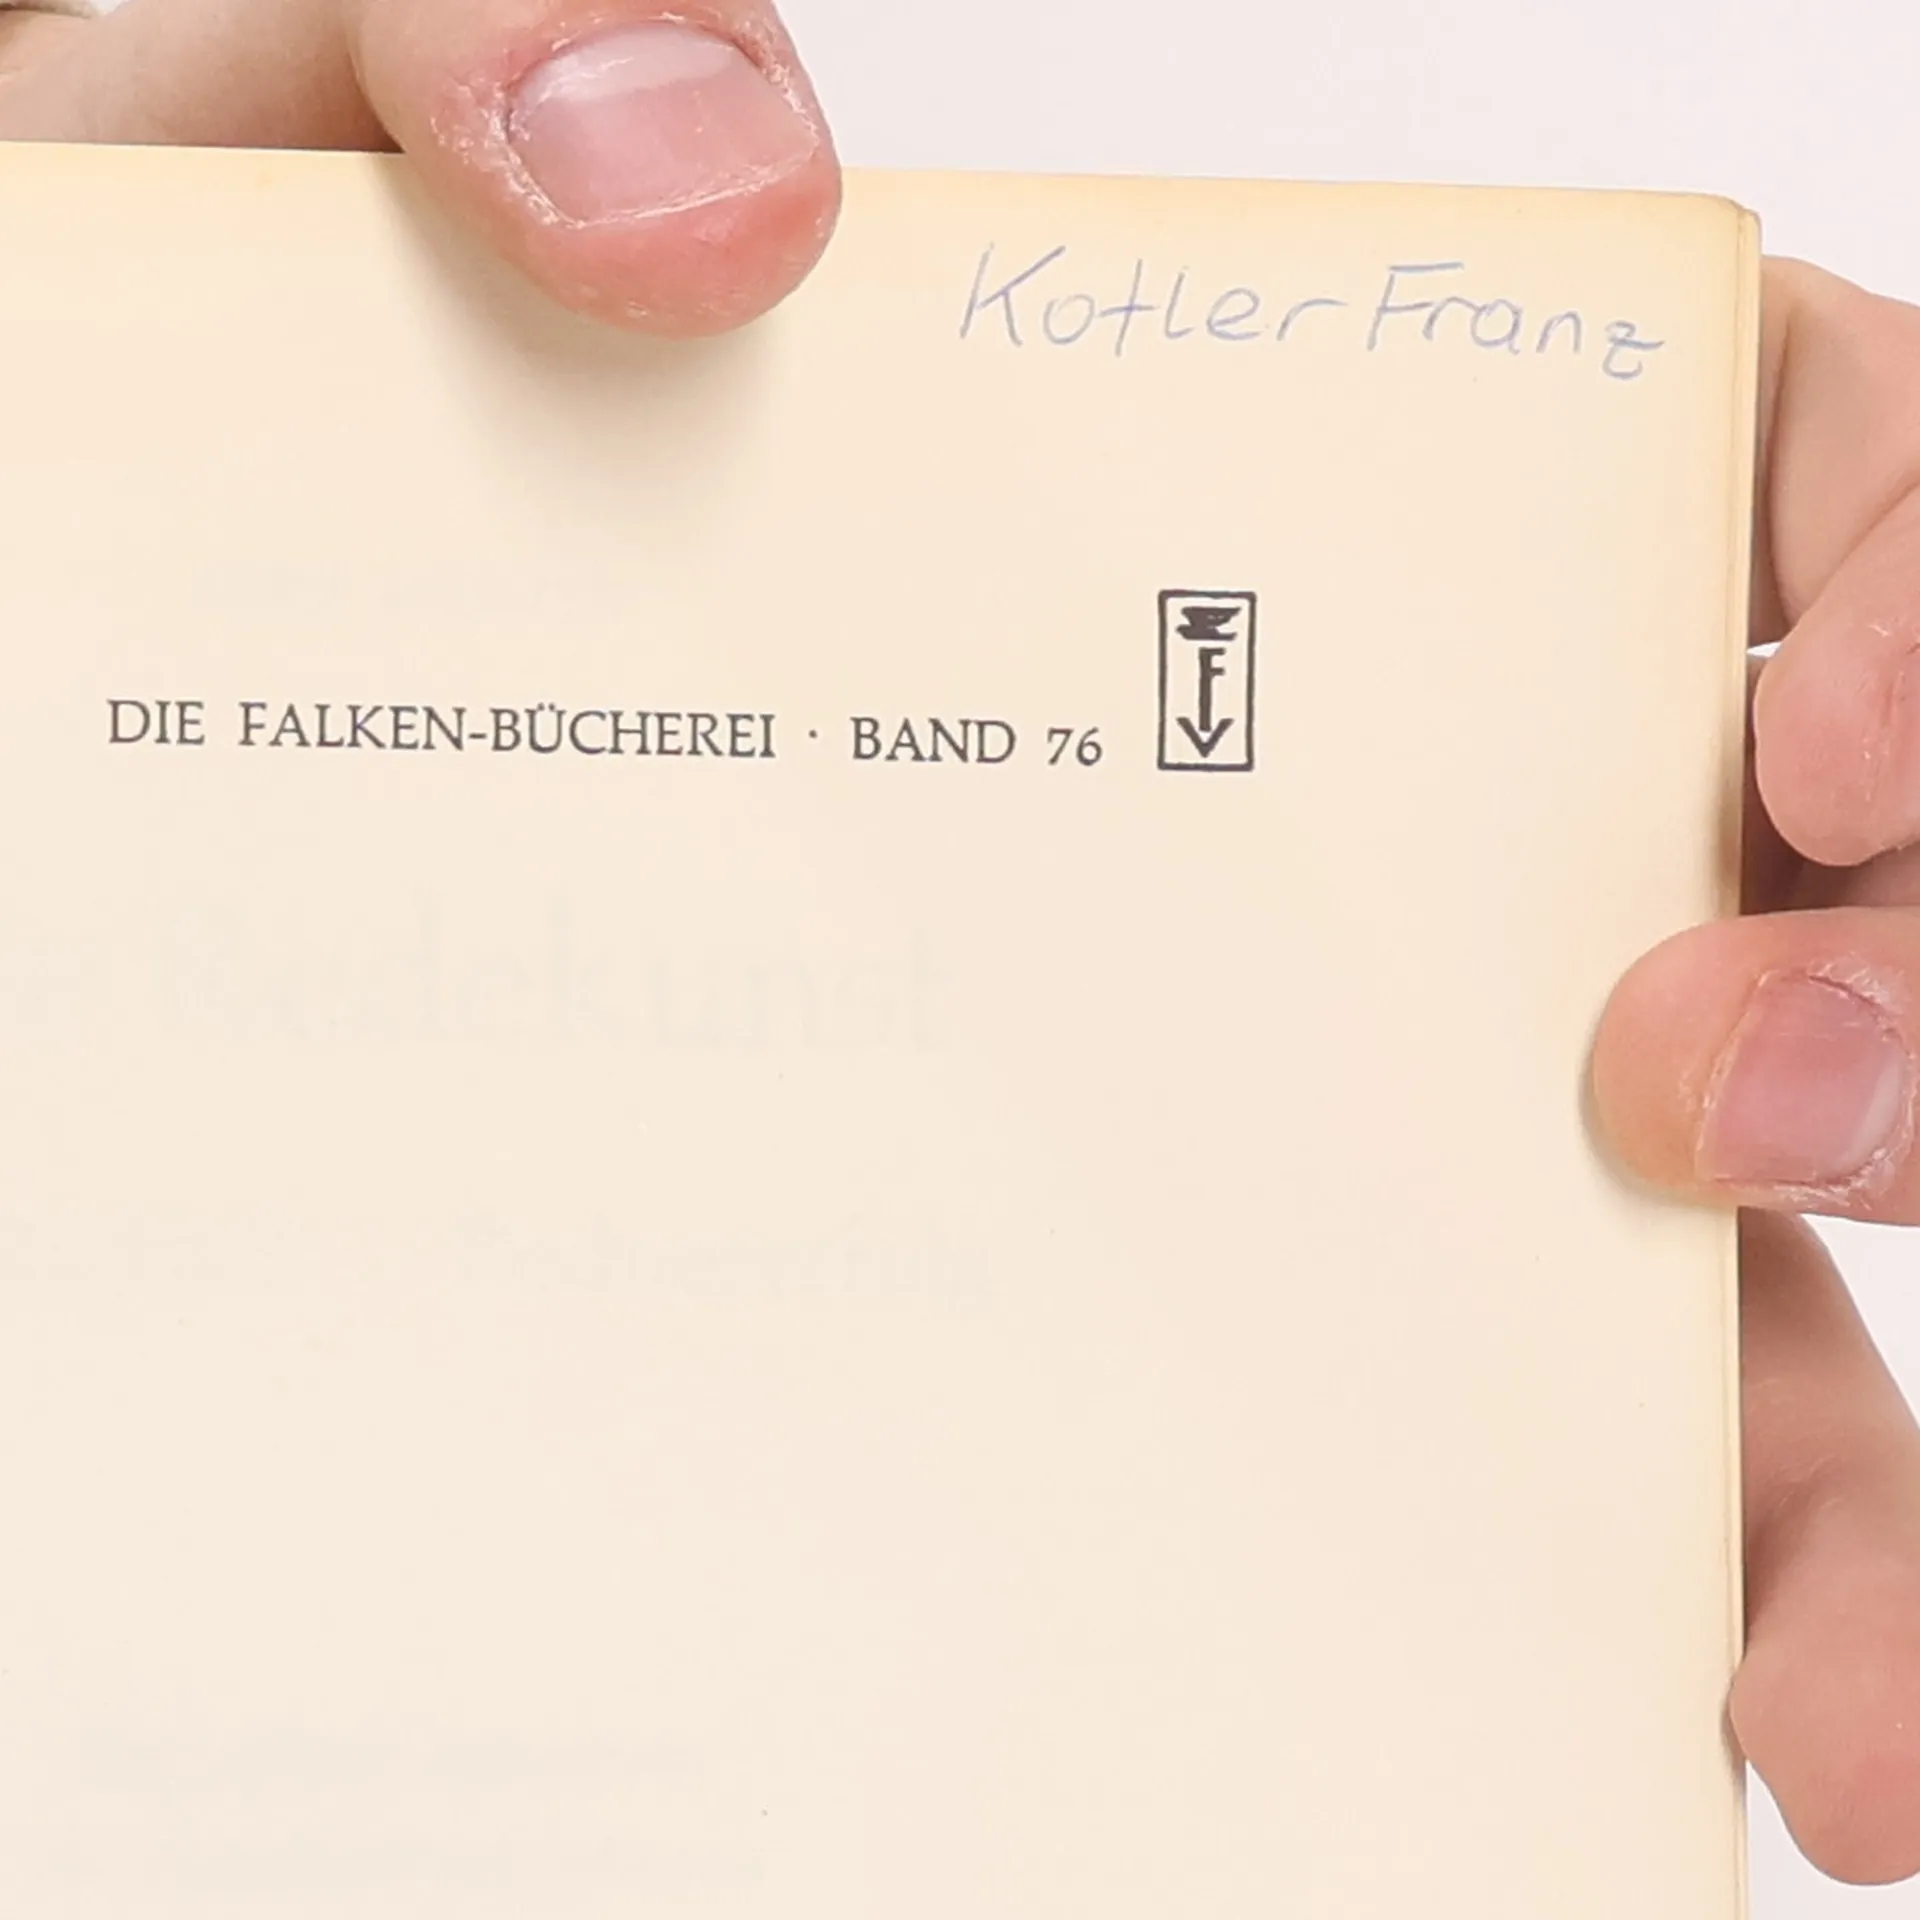 Kotler Franz
DIE FALKEN-BÜCHEREI · BAND 76
F